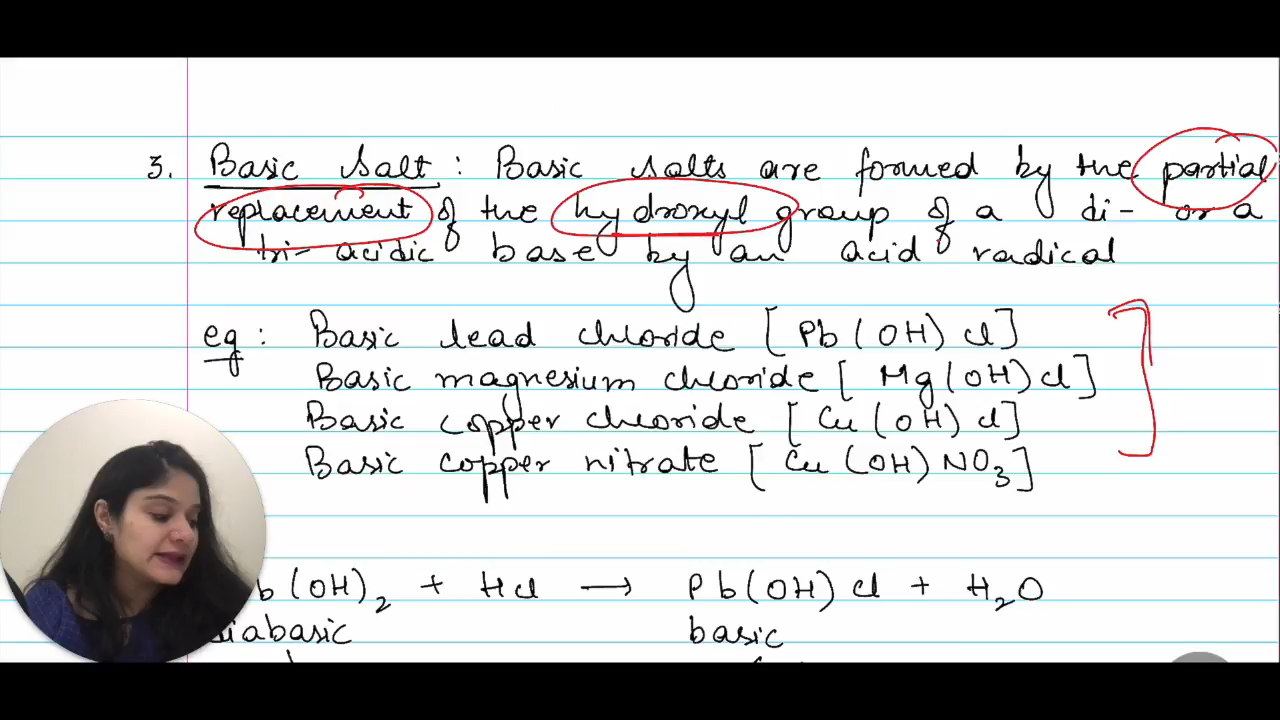 3. Basic Salt : Basic salts are formed by the partial
replacement of the hydroxyl group of a di- or a
tri- acidic base by an acid radical
eg : Basic lead chloride [Pb(OH)Cl]
Basic magnesium chloride [Mg(OH)Cl]
Basic copper chloride [Cu(OH)Cl]
Basic copper nitrate [Cu(OH)NO3]
b(OH)2 + HCl → Pb(OH)Cl + H2O
diabasic basic